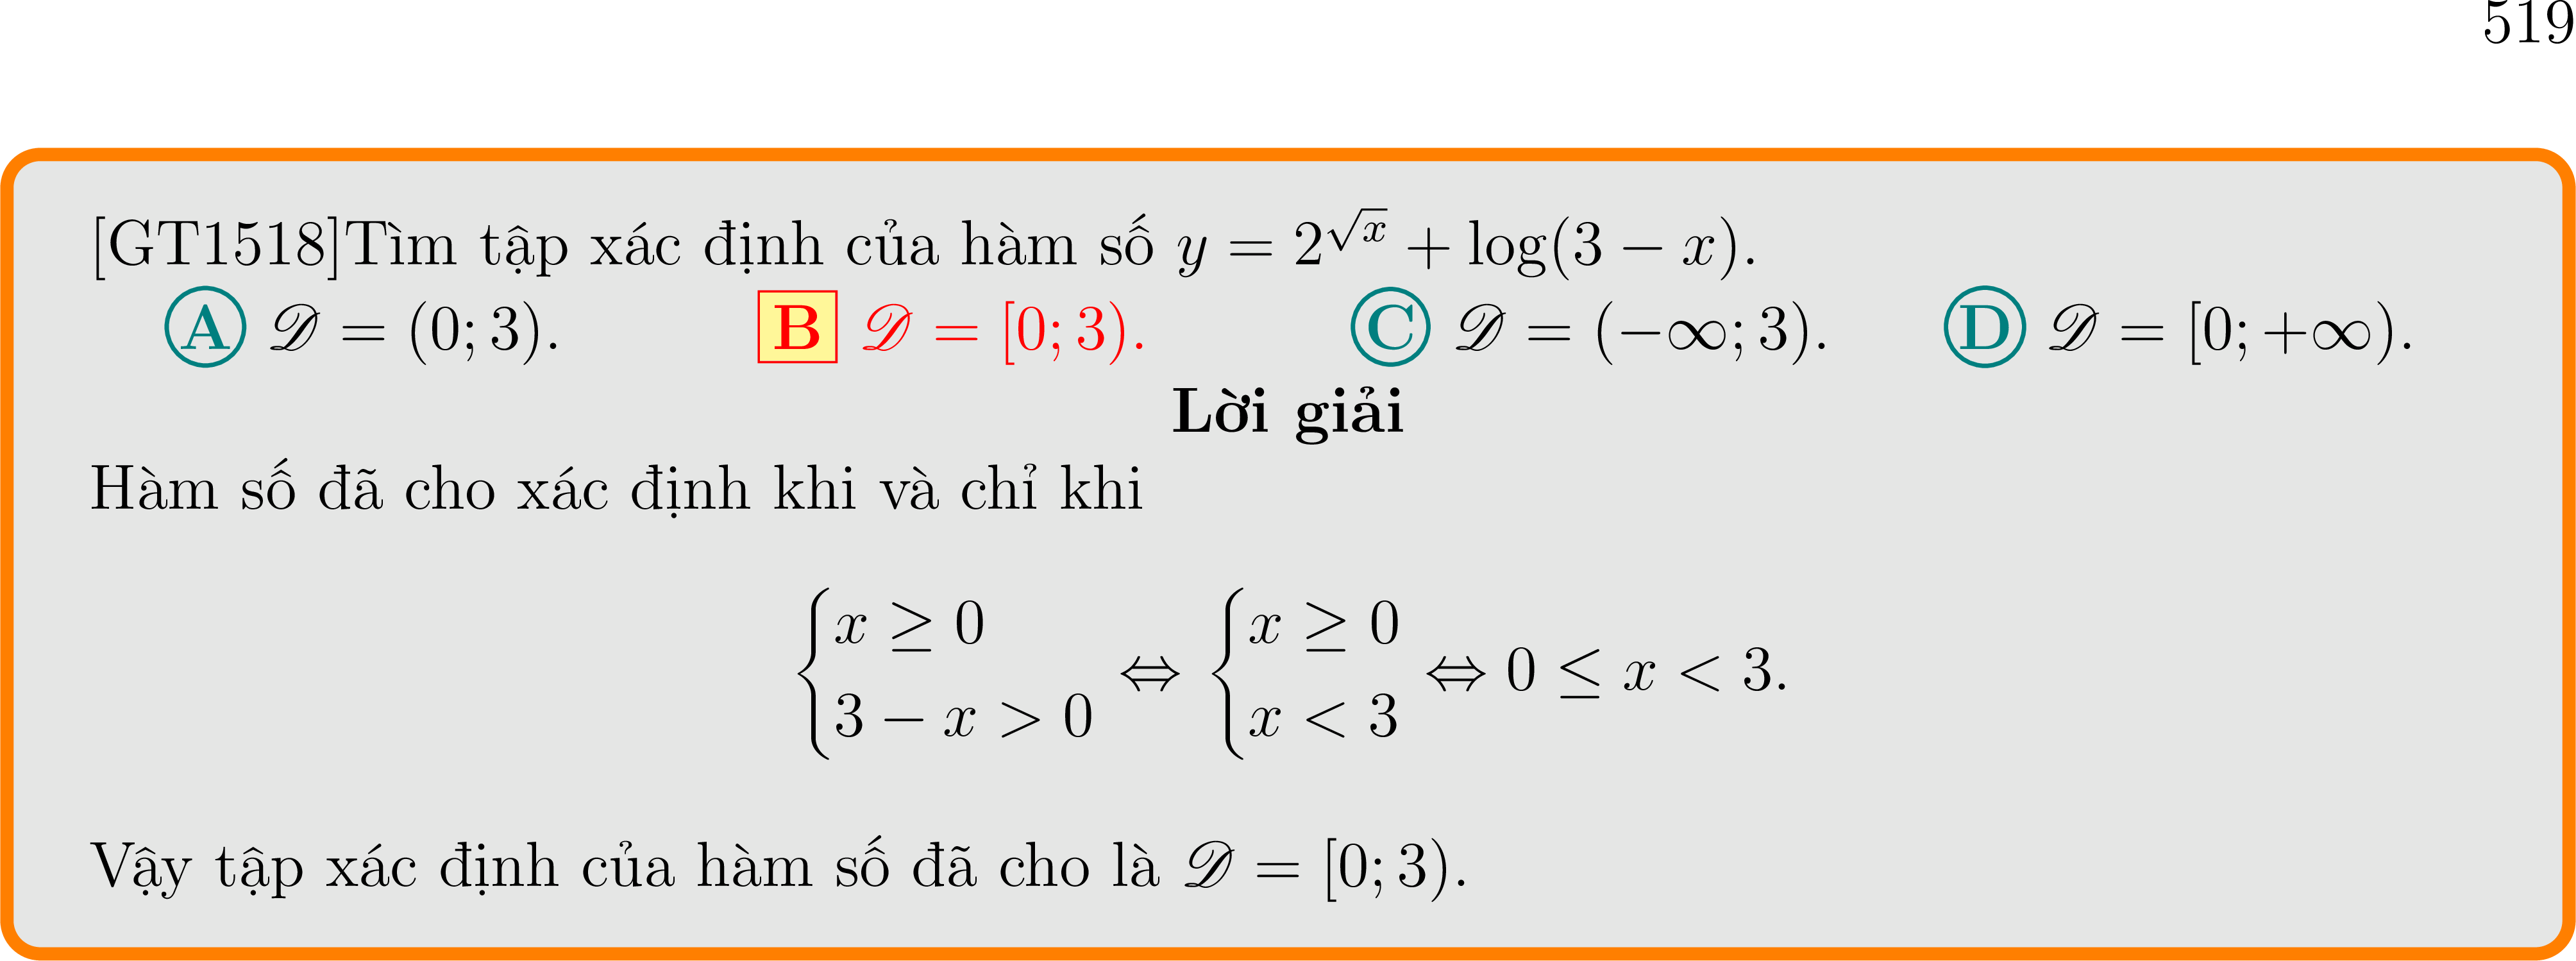 519
[GT1518]Tìm tập xác định của hàm số $y = 2^{\sqrt{x}} + \log(3 - x)$.
A $\mathscr{D} = (0; 3)$. B $\mathscr{D} = [0; 3)$. C $\mathscr{D} = (-\infty; 3)$. D $\mathscr{D} = [0; +\infty)$.
Lời giải
Hàm số đã cho xác định khi và chỉ khi
$\begin{cases} x \geq 0 \\ 3 - x > 0 \end{cases} \Leftrightarrow \begin{cases} x \geq 0 \\ x < 3 \end{cases} \Leftrightarrow 0 \leq x < 3.$
Vậy tập xác định của hàm số đã cho là $\mathscr{D} = [0; 3)$.